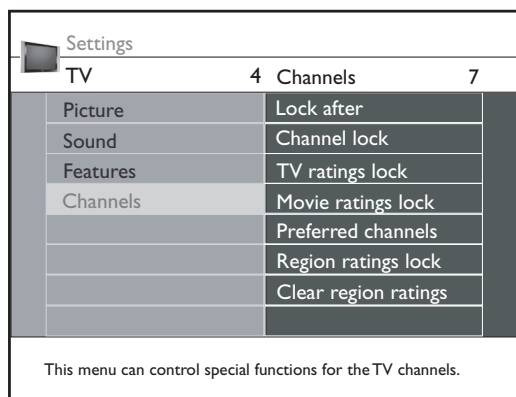 Settings
TV 4 Channels 7
Picture Lock after
Sound Channel lock
Features TV ratings lock
Channels Movie ratings lock
Preferred channels
Region ratings lock
Clear region ratings
This menu can control special functions for the TV channels.